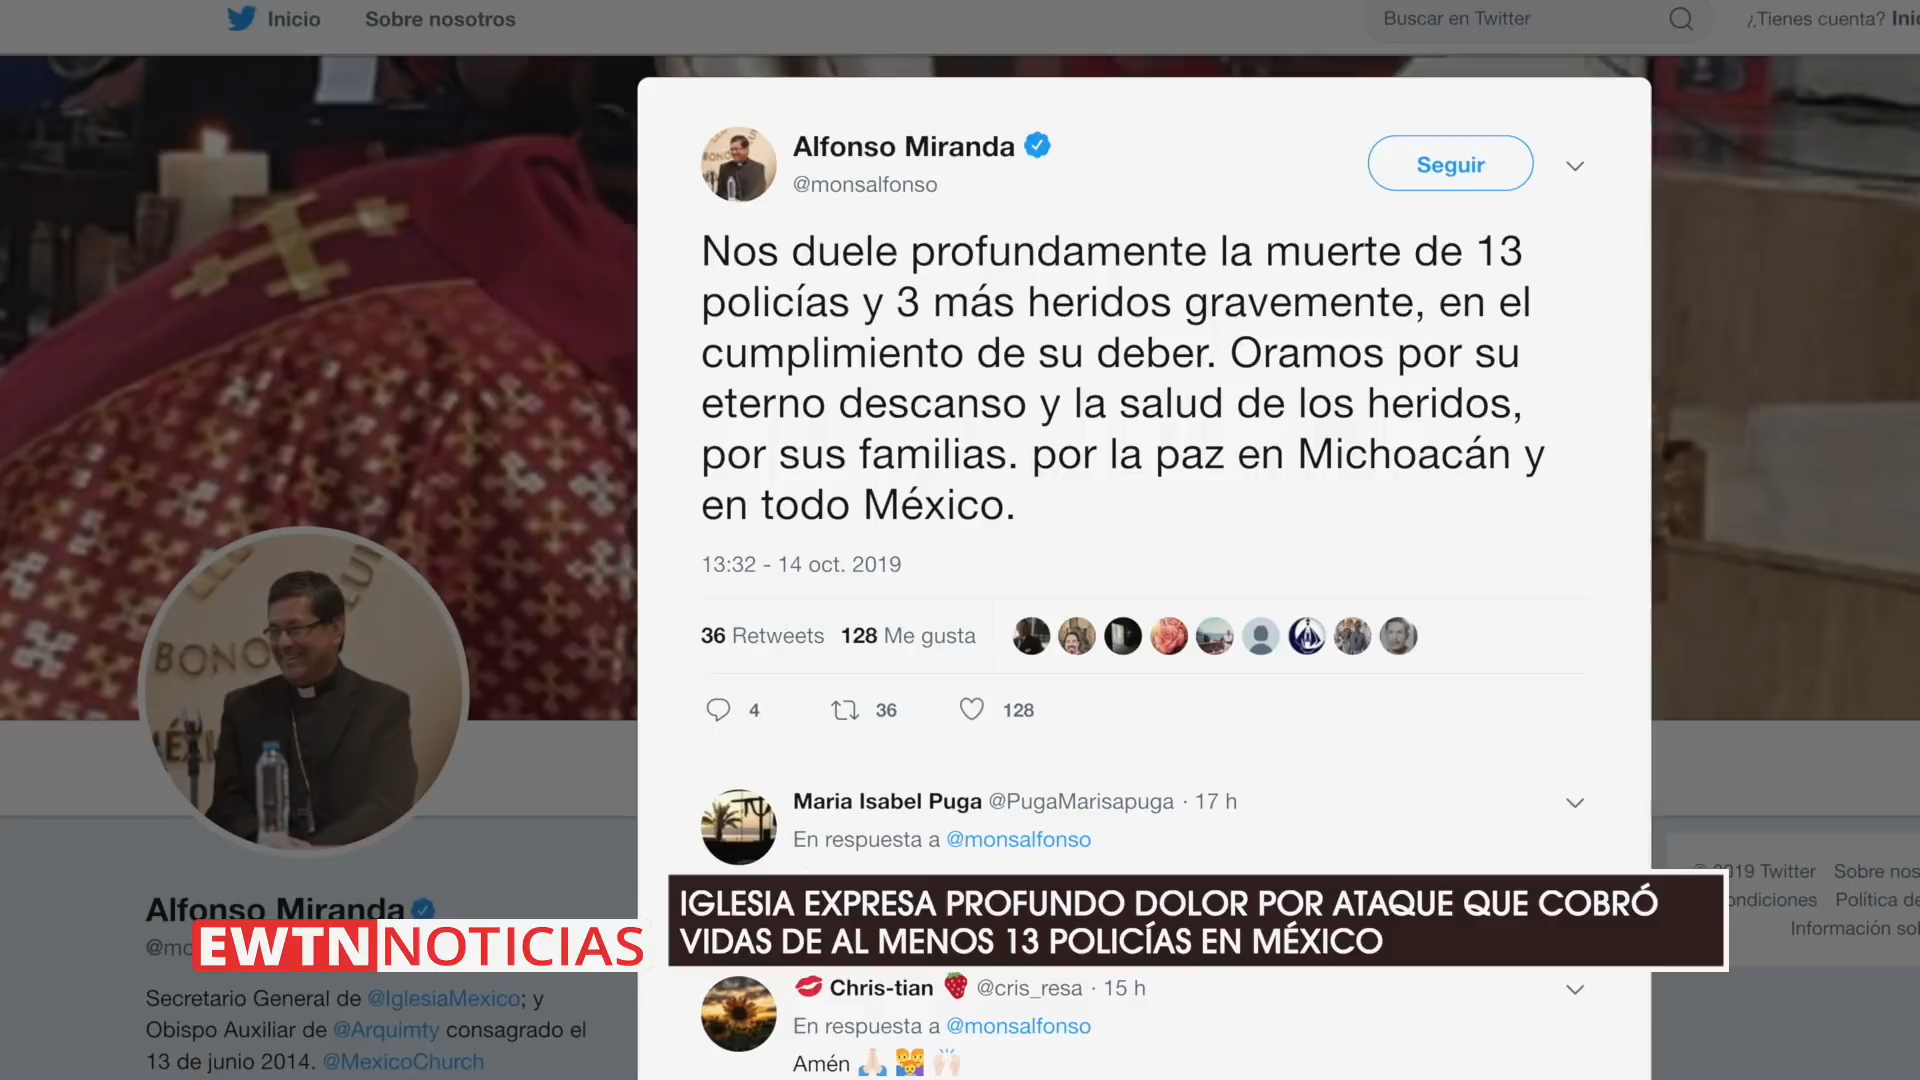 Inicio
Sobre nosotros
Buscar en Twitter
¿Tienes cuenta?
Alfonso Miranda
@monsalfonso
Seguir
Nos duele profundamente la muerte de 13
policías y 3 más heridos gravemente, en el
cumplimiento de su deber. Oramos por su
eterno descanso y la salud de los heridos,
por sus familias. por la paz en Michoacán y
en todo México.
13:32 - 14 oct. 2019
36 Retweets 128 Me gusta
4 36 128
BONO
Maria Isabel Puga @PugaMarisapuga · 17 h
En respuesta a @monsalfonso
IGLESIA EXPRESA PROFUNDO DOLOR POR ATAQUE QUE COBRÓ
VIDAS DE AL MENOS 13 POLICÍAS EN MÉXICO
Chris-tian @cris_resa · 15 h
En respuesta a @monsalfonso
Amén
Alfonso Miranda
EWTN NOTICIAS
Secretario General de @IglesiaMexico; y
Obispo Auxiliar de @Arquimty consagrado el
13 de junio 2014. @MexicoChurch
Twitter